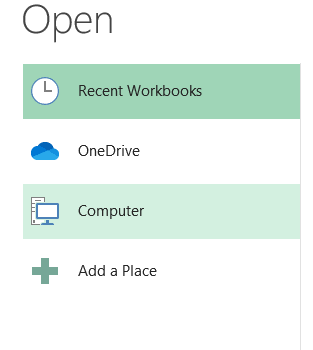 Open
Recent Workbooks
OneDrive
Computer
Add a Place